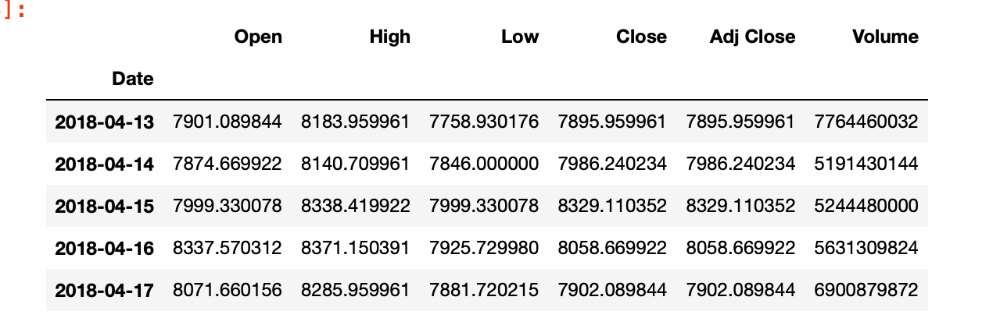 ]:
Open High Low Close Adj Close Volume
Date
2018-04-13 7901.089844 8183.959961 7758.930176 7895.959961 7895.959961 7764460032
2018-04-14 7874.669922 8140.709961 7846.000000 7986.240234 7986.240234 5191430144
2018-04-15 7999.330078 8338.419922 7999.330078 8329.110352 8329.110352 5244480000
2018-04-16 8337.570312 8371.150391 7925.729980 8058.669922 8058.669922 5631309824
2018-04-17 8071.660156 8285.959961 7881.720215 7902.089844 7902.089844 6900879872